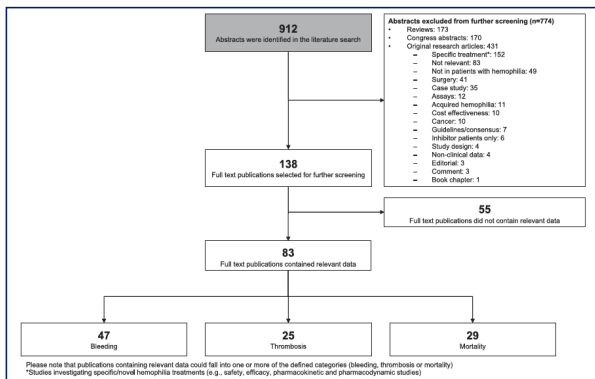 912
Abstracts were identified in the literature search
Abstracts excluded from further screening (n=774)
• Reviews: 173
• Congress abstracts: 170
• Original research articles: 431
– Specific treatment*: 152
– Not relevant: 83
– Not in patients with hemophilia: 49
– Surgery: 41
– Case study: 35
– Assays: 12
– Acquired hemophilia: 11
– Cost effectiveness: 10
– Cancer: 10
– Guidelines/consensus: 7
– Inhibitor patients only: 6
– Study design: 4
– Non-clinical data: 4
– Editorial: 3
– Comment: 3
– Book chapter: 1
138
Full text publications selected for further screening
55
Full text publications did not contain relevant data
83
Full text publications contained relevant data
47
Bleeding
25
Thrombosis
29
Mortality
Please note that publications containing relevant data could fall into one or more of the defined categories (bleeding, thrombosis or mortality)
*Studies investigating specific/novel hemophilia treatments (e.g., safety, efficacy, pharmacokinetic and pharmacodynamic studies)